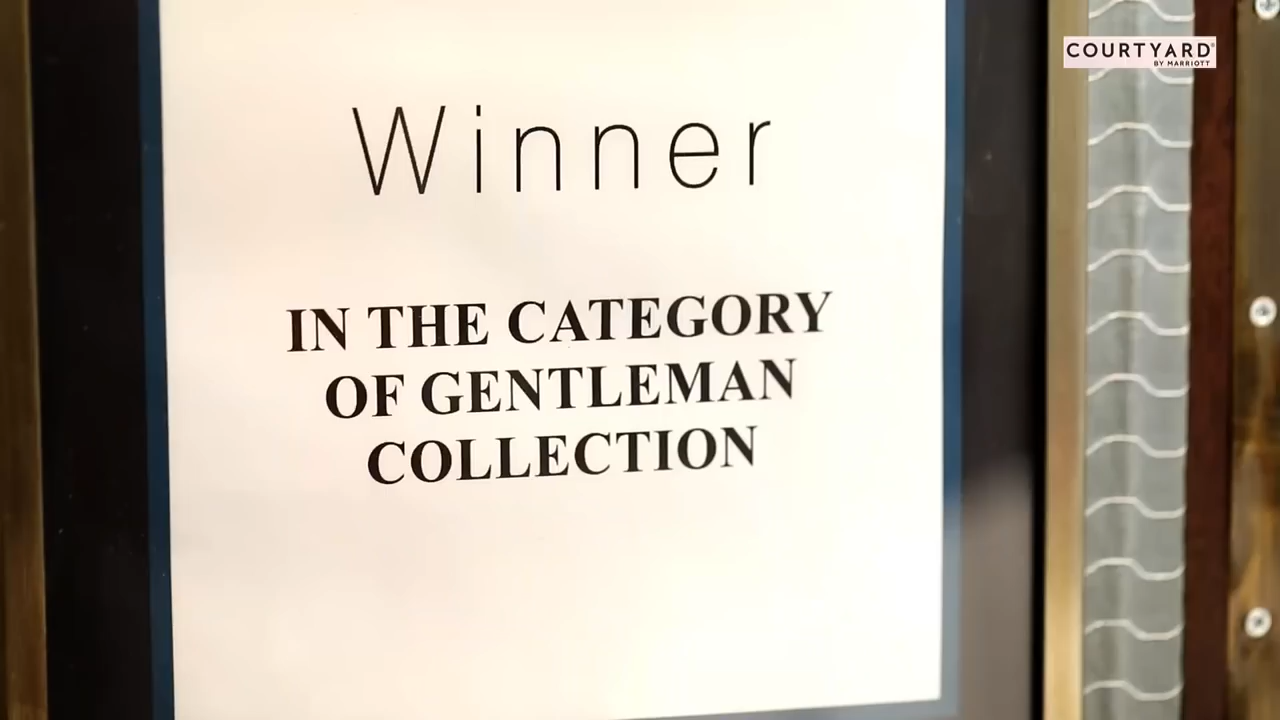 COURTYARD®
BY MARRIOTT
Winner
IN THE CATEGORY
OF GENTLEMAN
COLLECTION